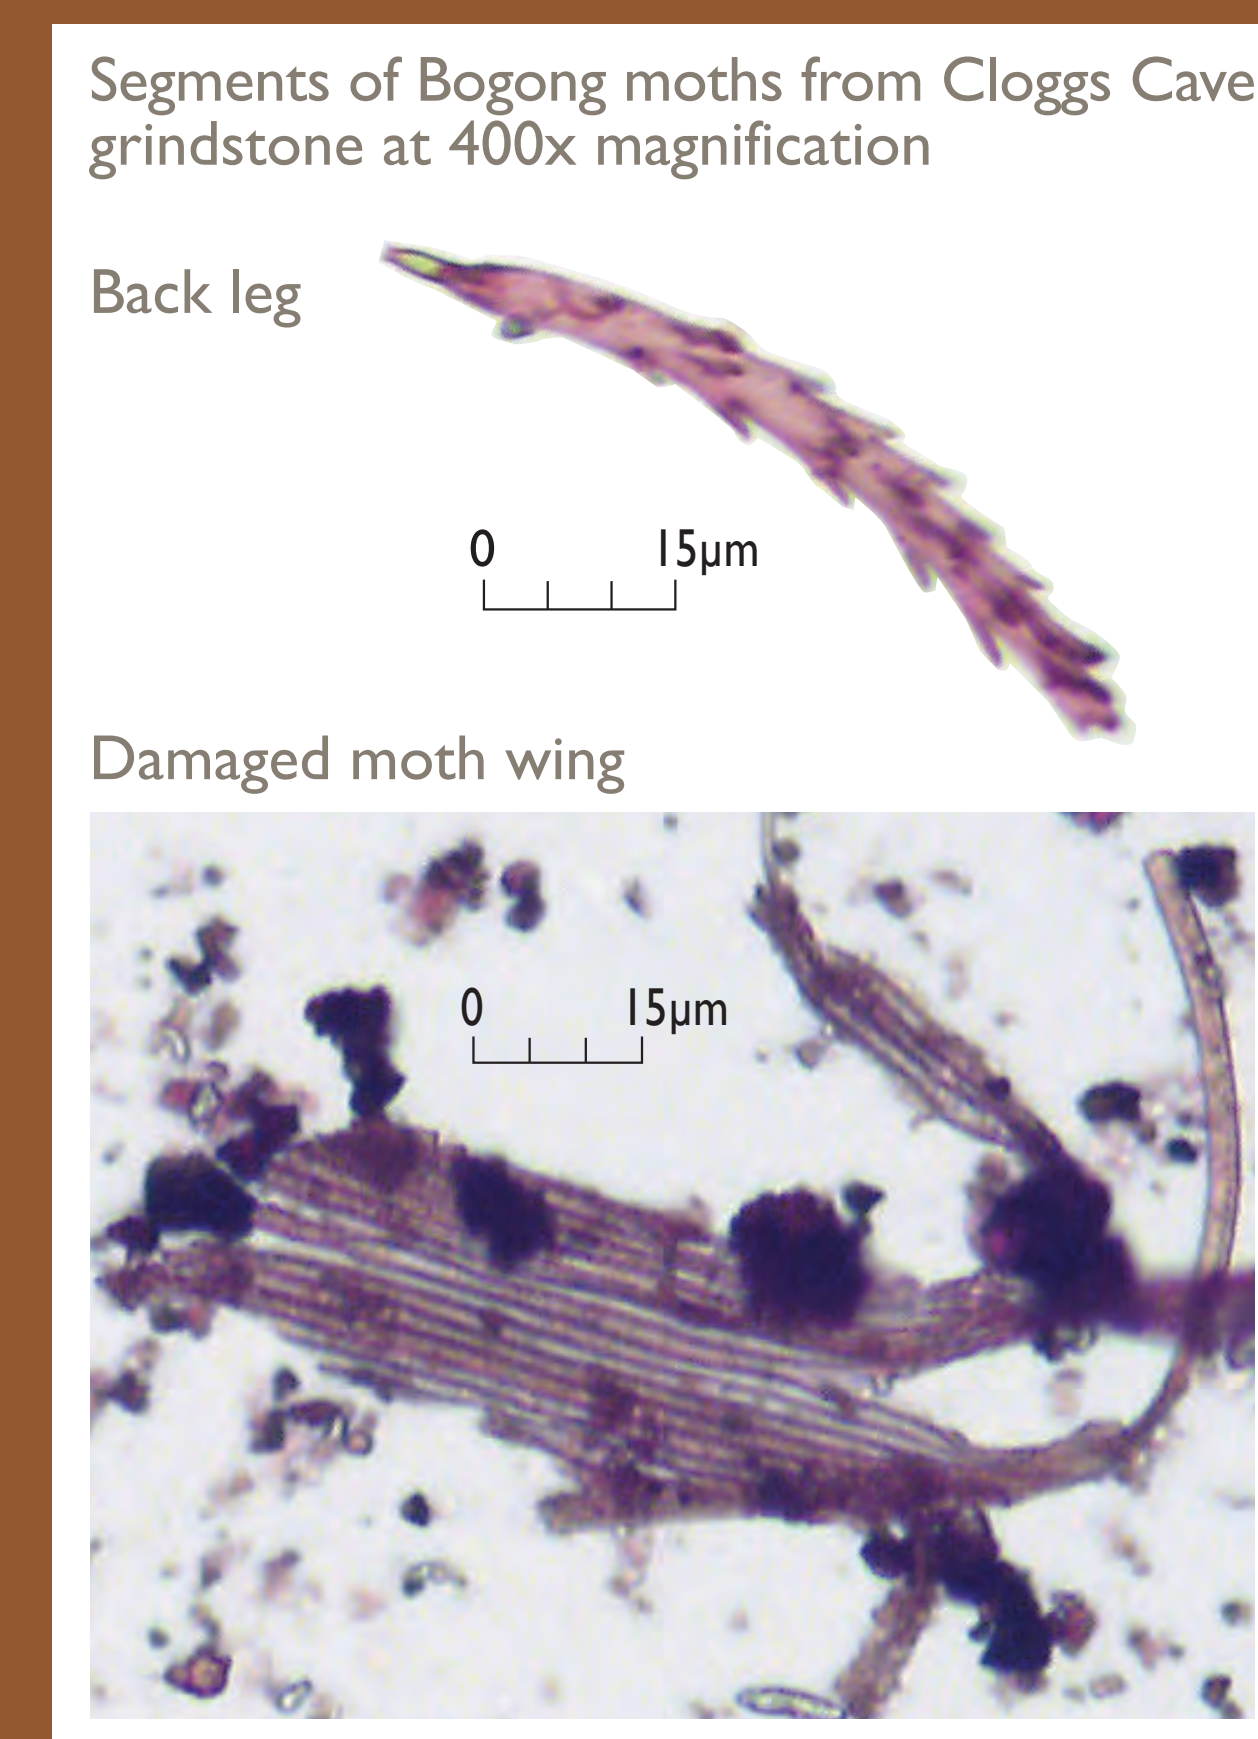 Segments of Bogong moths from Cloggs Cave
grindstone at 400x magnification
Back leg
0 15µm
Damaged moth wing
0 15µm